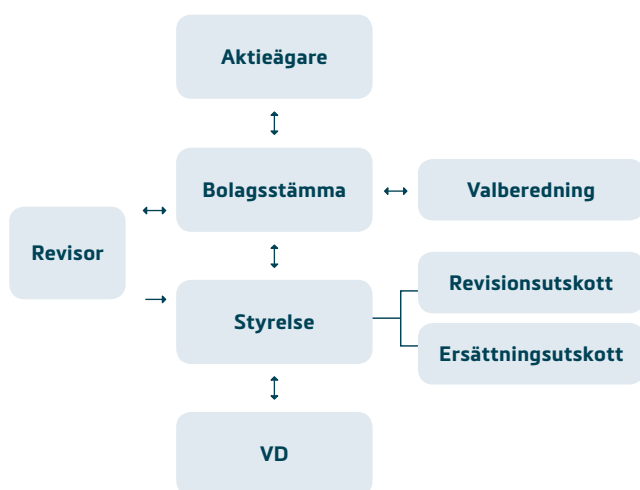 Aktieägare
Bolagsstämma
Valberedning
Revisor
Revisionsutskott
Styrelse
Ersättningsutskott
VD